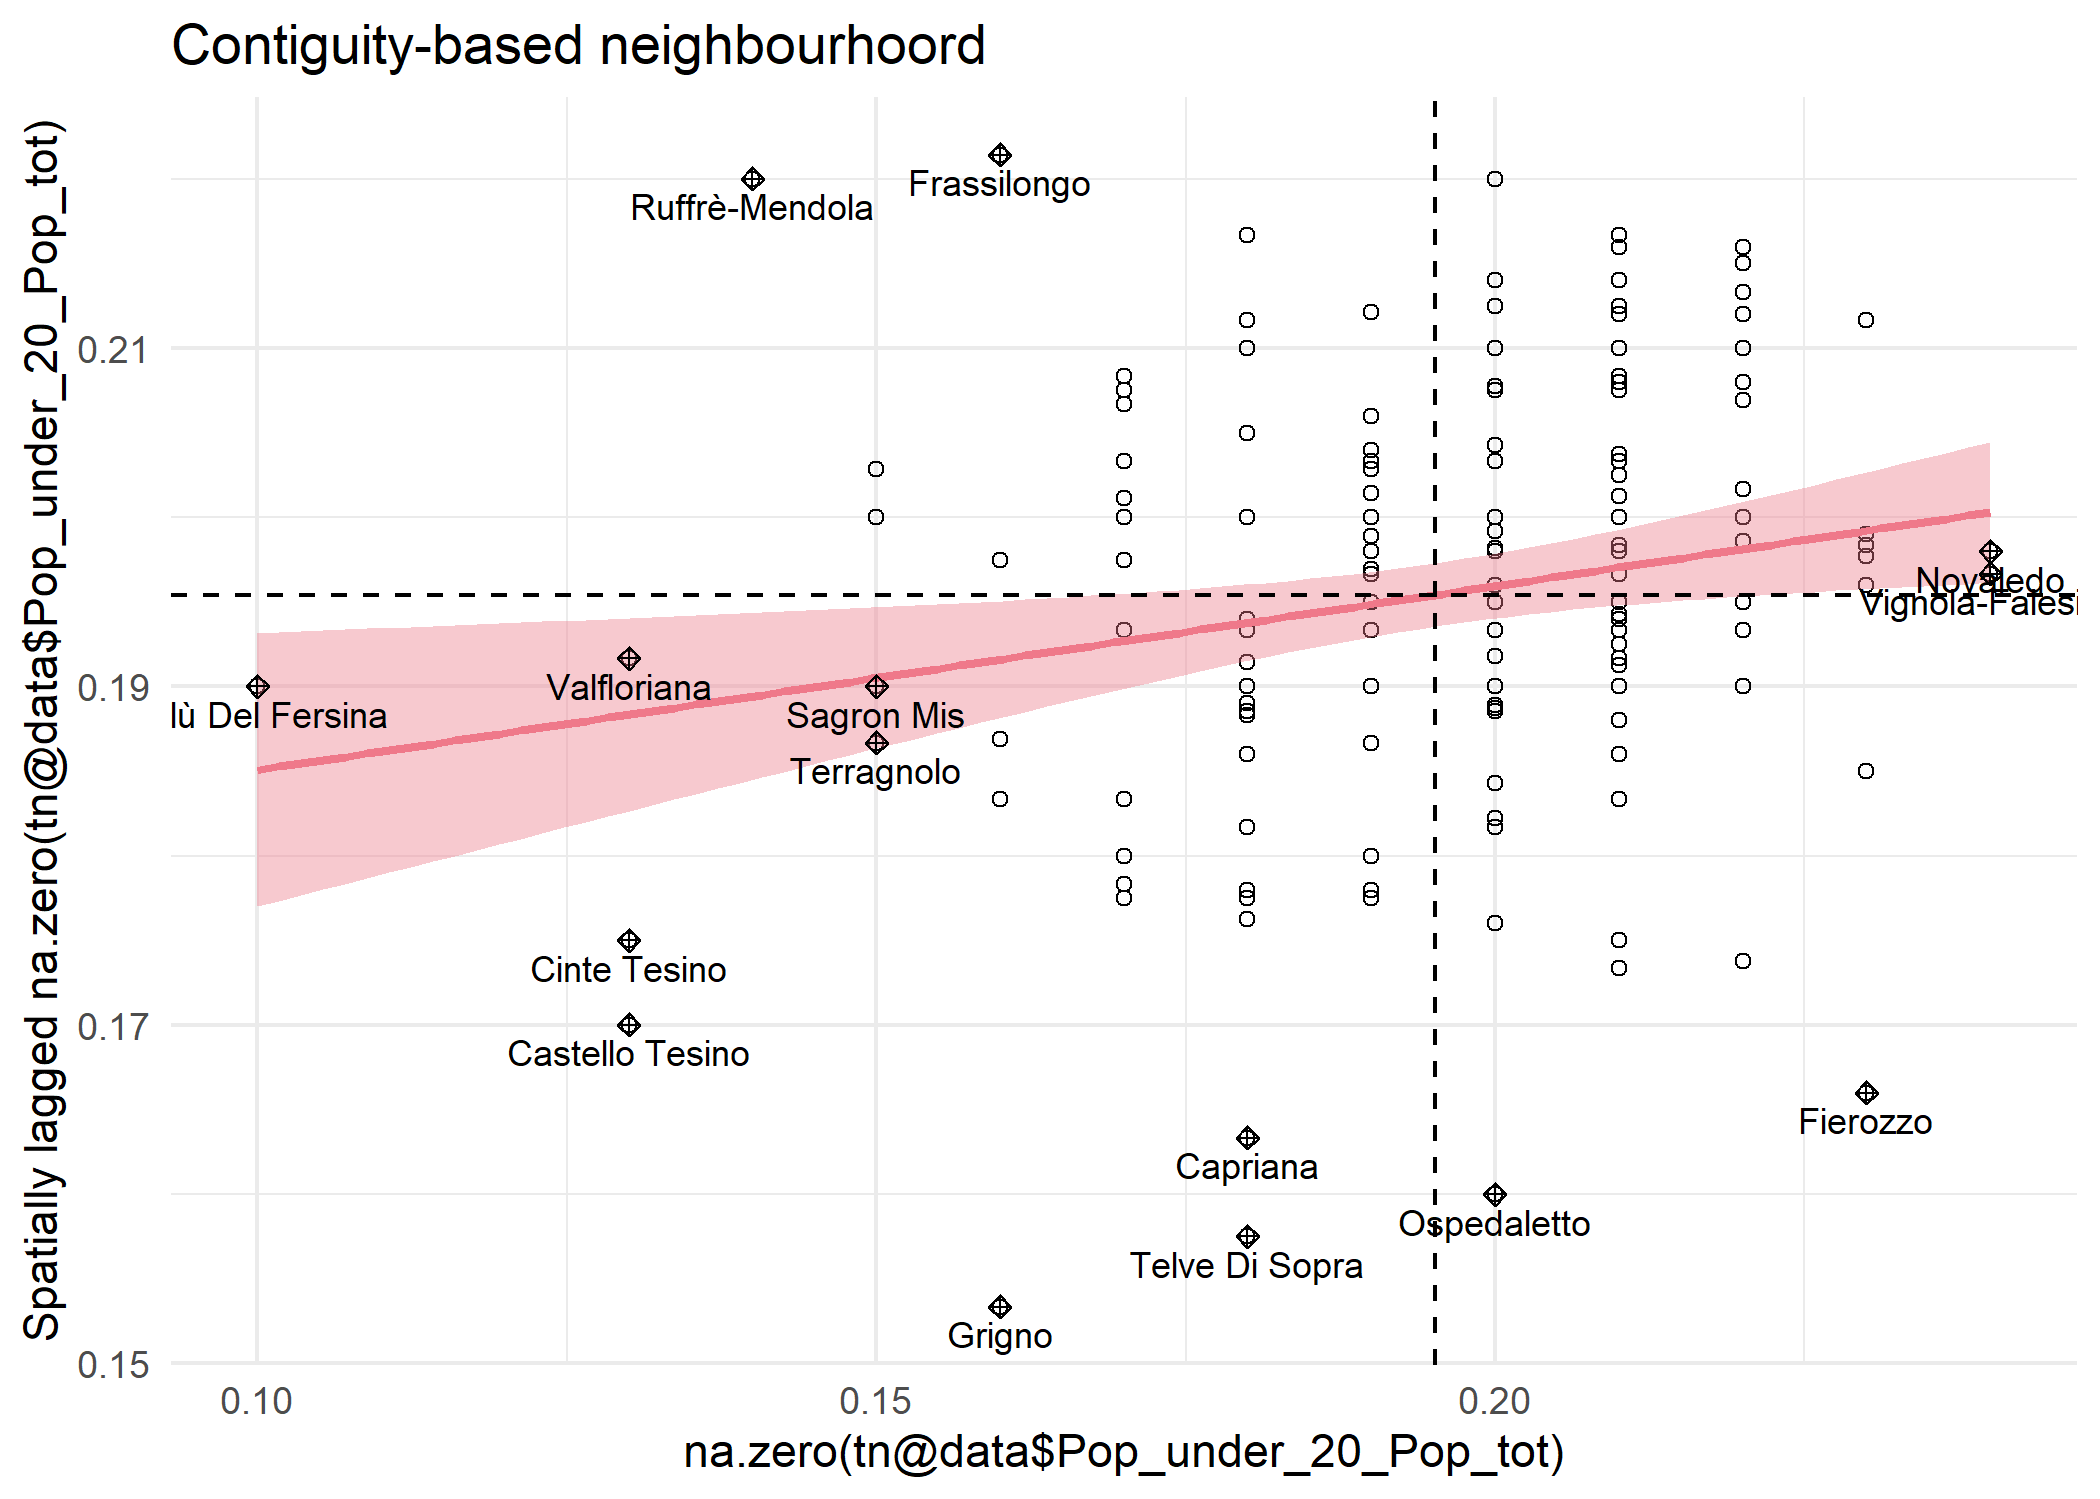 Contiguity-based neighbourhoord
Spatially lagged na.zero(tn@data$Pop_under_20_Pop_tot)
Frassilongo
Ruffrè-Mendola
0.21
Novaledo
Vignola-Falesi
0.19
Valfloriana
lù Del Fersina
Sagron Mis
Terragnolo
Cinte Tesino
0.17
Castello Tesino
Fierozzo
Capriana
Ospedaletto
Telve Di Sopra
Grigno
0.15
0.10 0.15 0.20
na.zero(tn@data$Pop_under_20_Pop_tot)